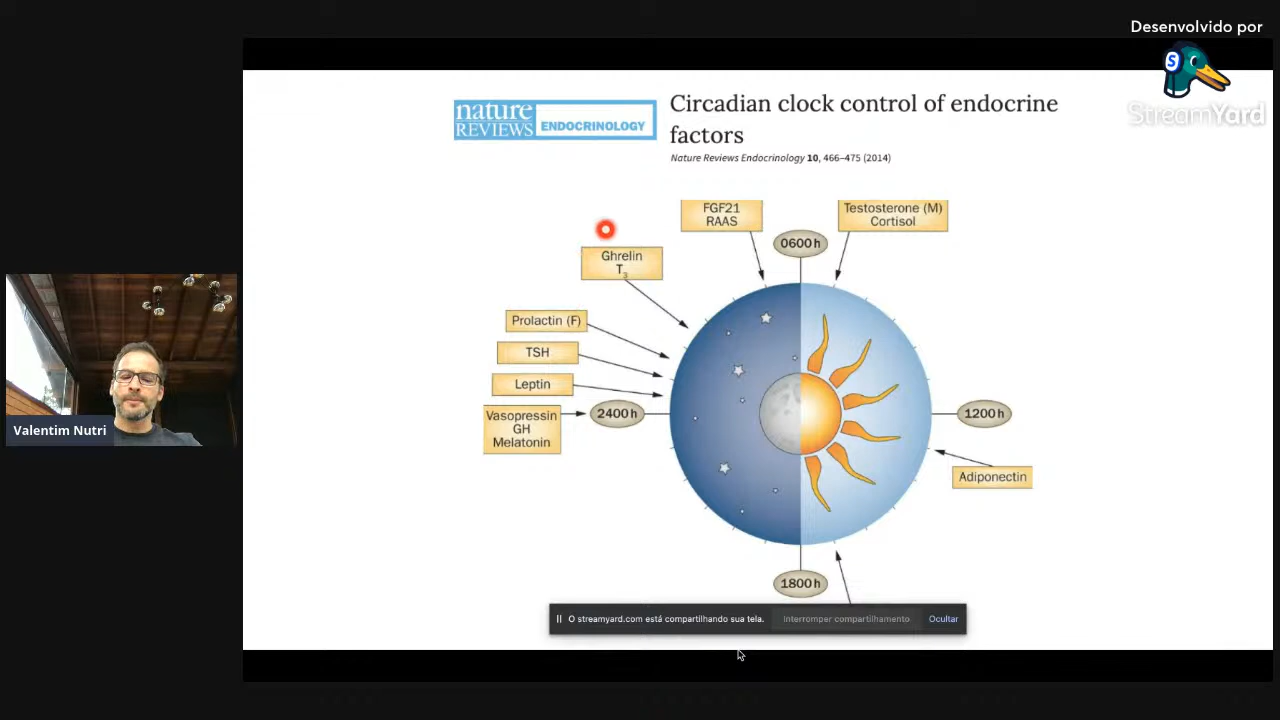 Desenvolvido por
StreamYard
nature
REVIEWS
ENDOCRINOLOGY
Circadian clock control of endocrine
factors
Nature Reviews Endocrinology 10, 466–475 (2014)
FGF21
RAAS
Testosterone (M)
Cortisol
0600 h
Ghrelin
T3
Prolactin (F)
TSH
Leptin
Vasopressin
GH
Melatonin
2400 h
1200 h
Adiponectin
1800 h
Valentim Nutri
O streamyard.com está compartilhando sua tela.
Interromper compartilhamento
Ocultar
S